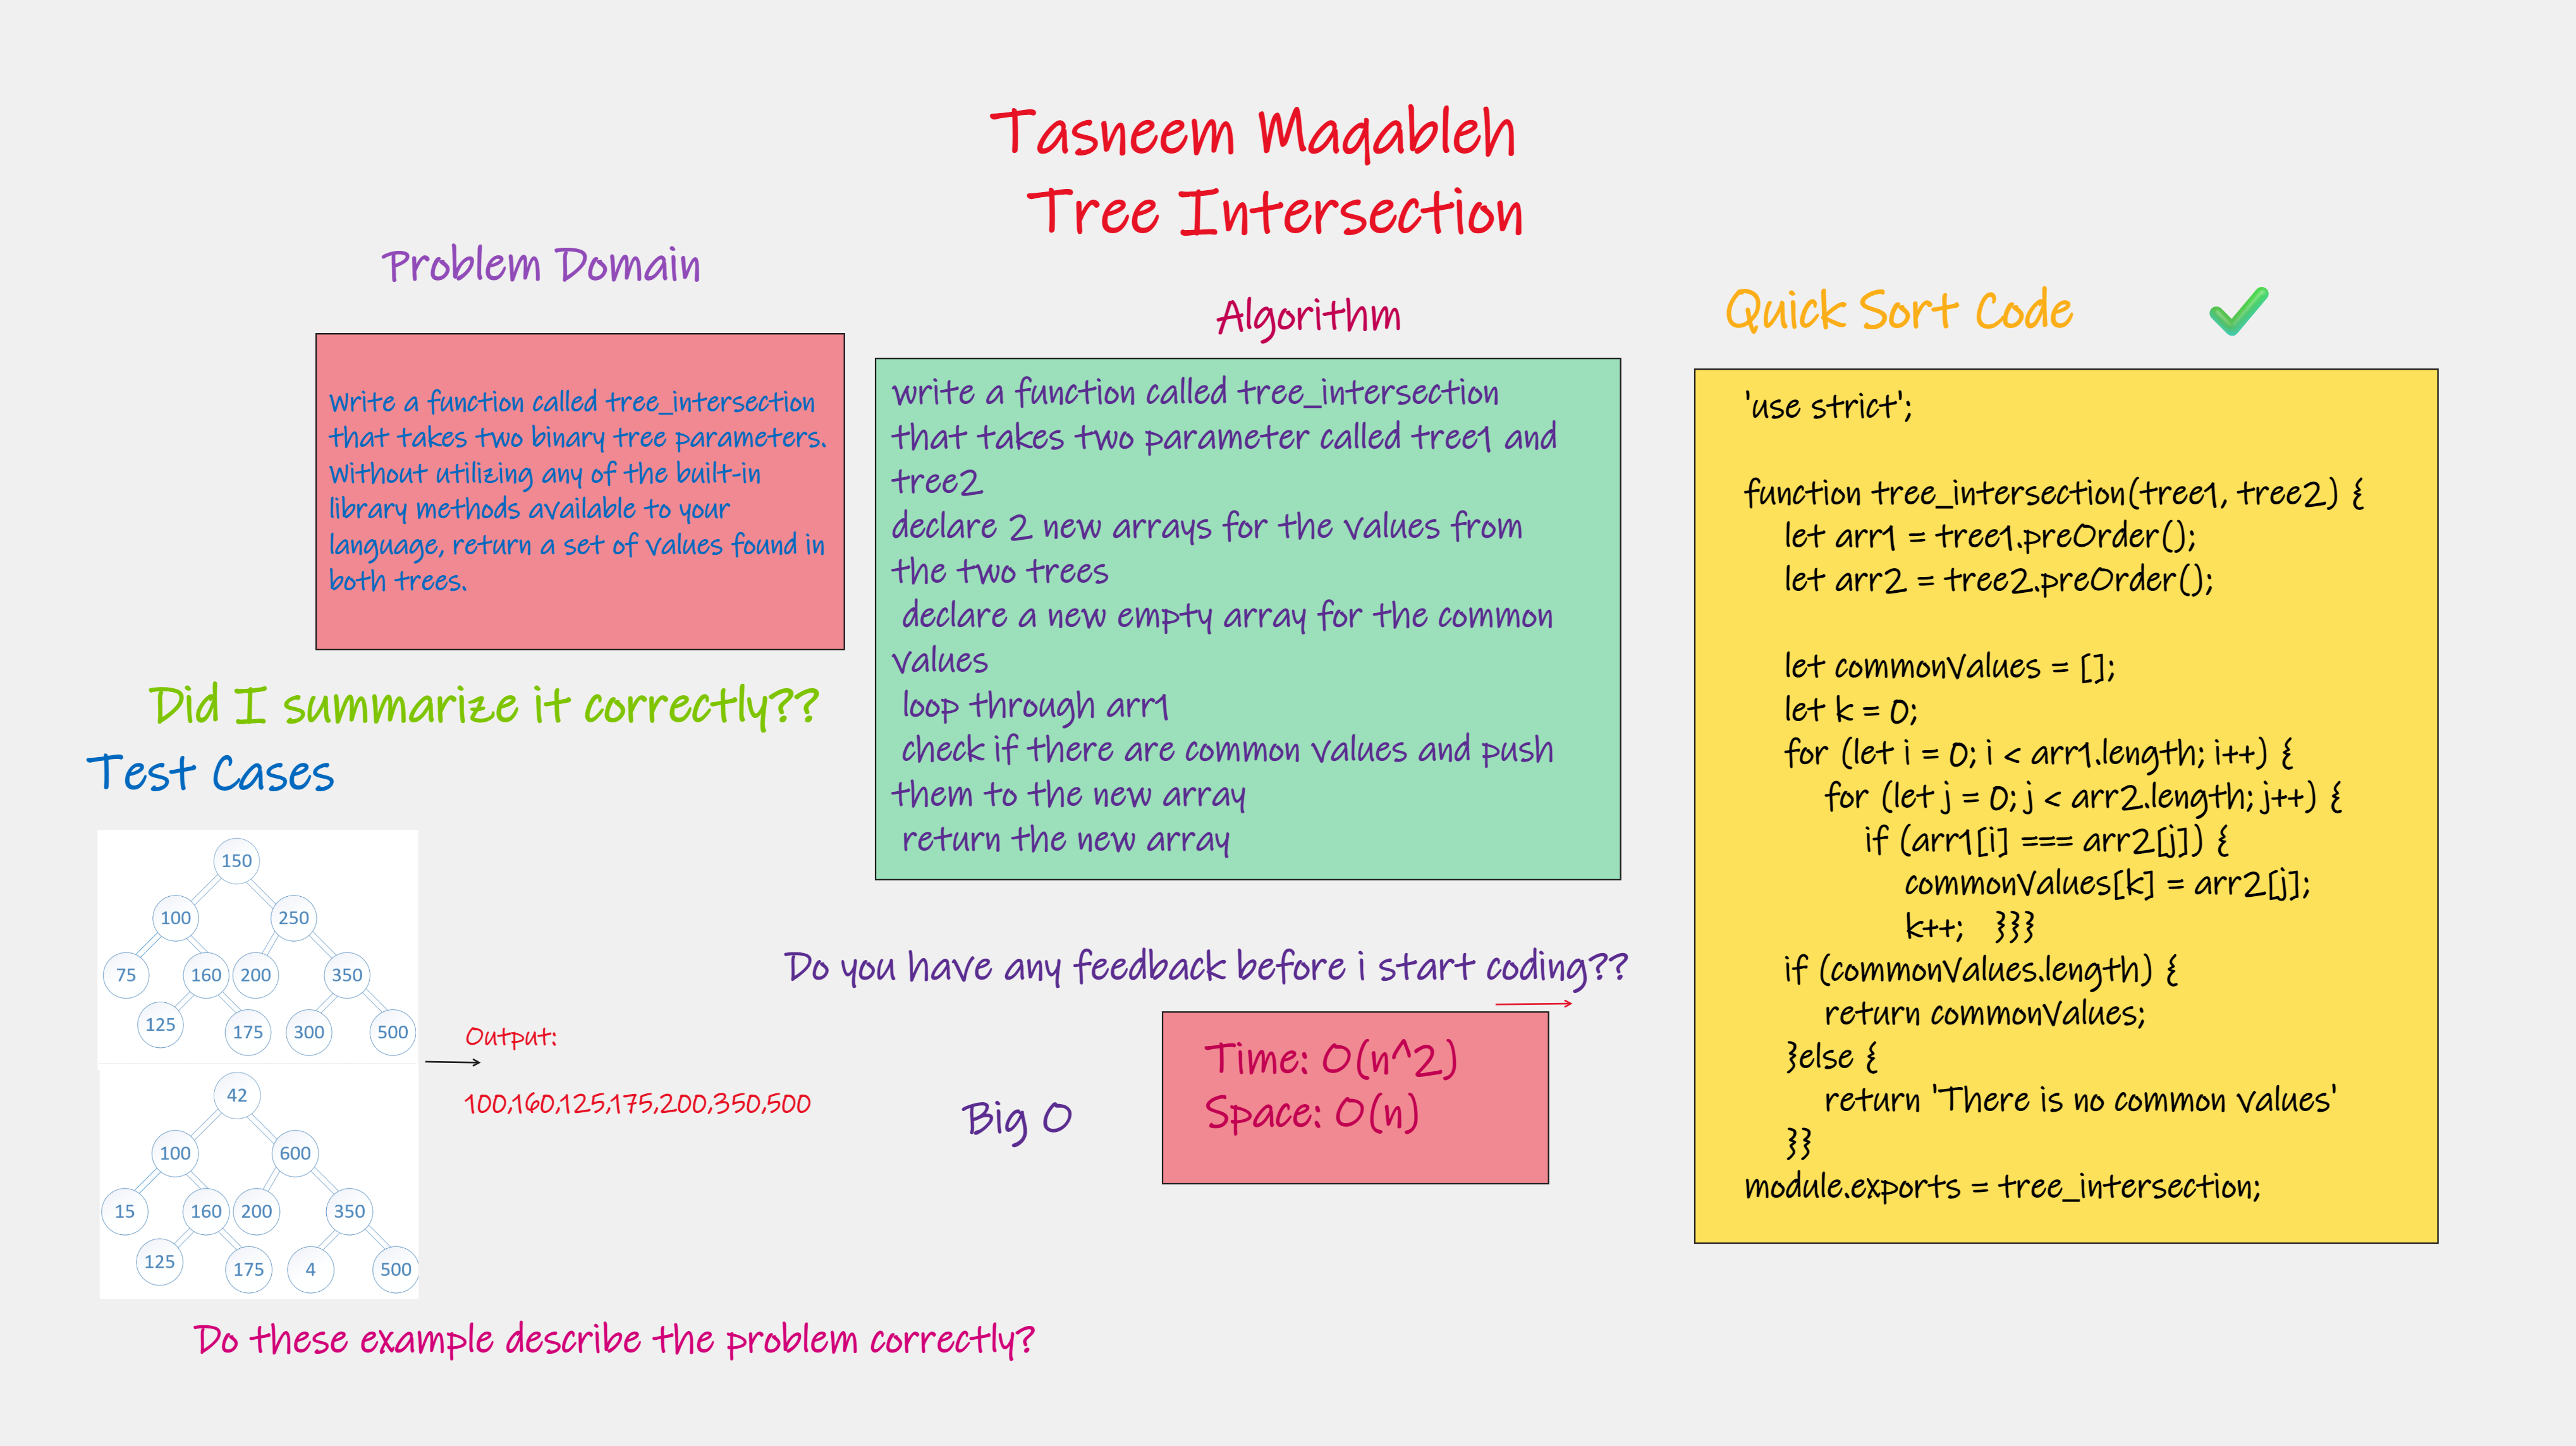 Tasneem Maqableh
Tree Intersection
Problem Domain
Write a function called tree_intersection
that takes two binary tree parameters.
Without utilizing any of the built-in
library methods available to your
language, return a set of values found in
both trees.
Did I summarize it correctly??
Test Cases
150
100 250
75 160 200 350
125 175 300 500
42
100 600
15 160 200 350
125 175 4 500
Output:
100,160,125,175,200,350,500
Do these example describe the problem correctly?
Algorithm
write a function called tree_intersection
that takes two parameter called tree1 and
tree2
declare 2 new arrays for the values from
the two trees
declare a new empty array for the common
values
loop through arr1
check if there are common values and push
them to the new array
return the new array
Do you have any feedback before i start coding??
Big O
Time: O(n^2)
Space: O(n)
Quick Sort Code
'use strict';
function tree_intersection(tree1, tree2) {
let arr1 = tree1.preOrder();
let arr2 = tree2.preOrder();
let commonValues = [];
let k = 0;
for (let i = 0; i < arr1.length; i++) {
for (let j = 0; j < arr2.length; j++) {
if (arr1[i] === arr2[j]) {
commonValues[k] = arr2[j];
k++; }}}
if (commonValues.length) {
return commonValues;
}else {
return 'There is no common values'
}}
module.exports = tree_intersection;